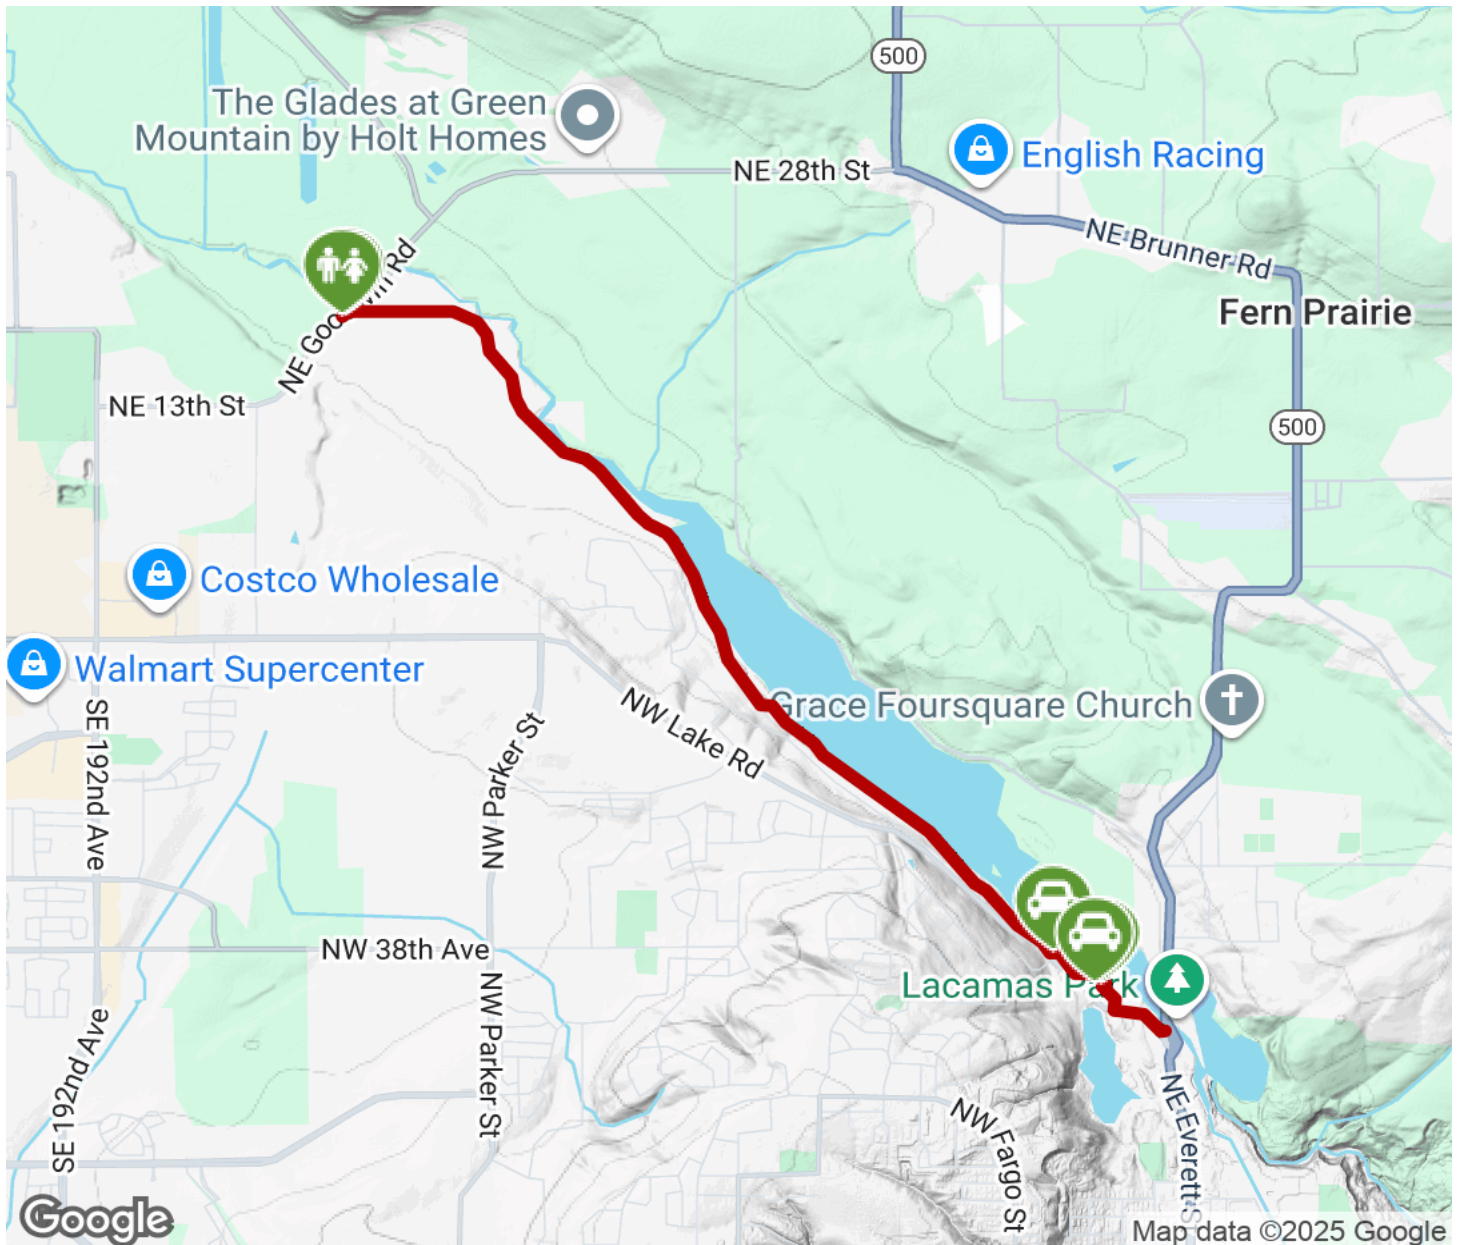 500
The Glades at Green
Mountain by Holt Homes
English Racing
NE 28th St
NE Brunner Rd
Fern Prairie
NE 13th St
500
Costco Wholesale
Walmart Supercenter
Grace Foursquare Church
NW Lake Rd
SE 192nd Ave
NW Parker St
NW 38th Ave
Lacamas Park
NW Parker St
SE 192nd Ave
NW Fargo St
NE Everett St
Google
Map data ©2025 Google